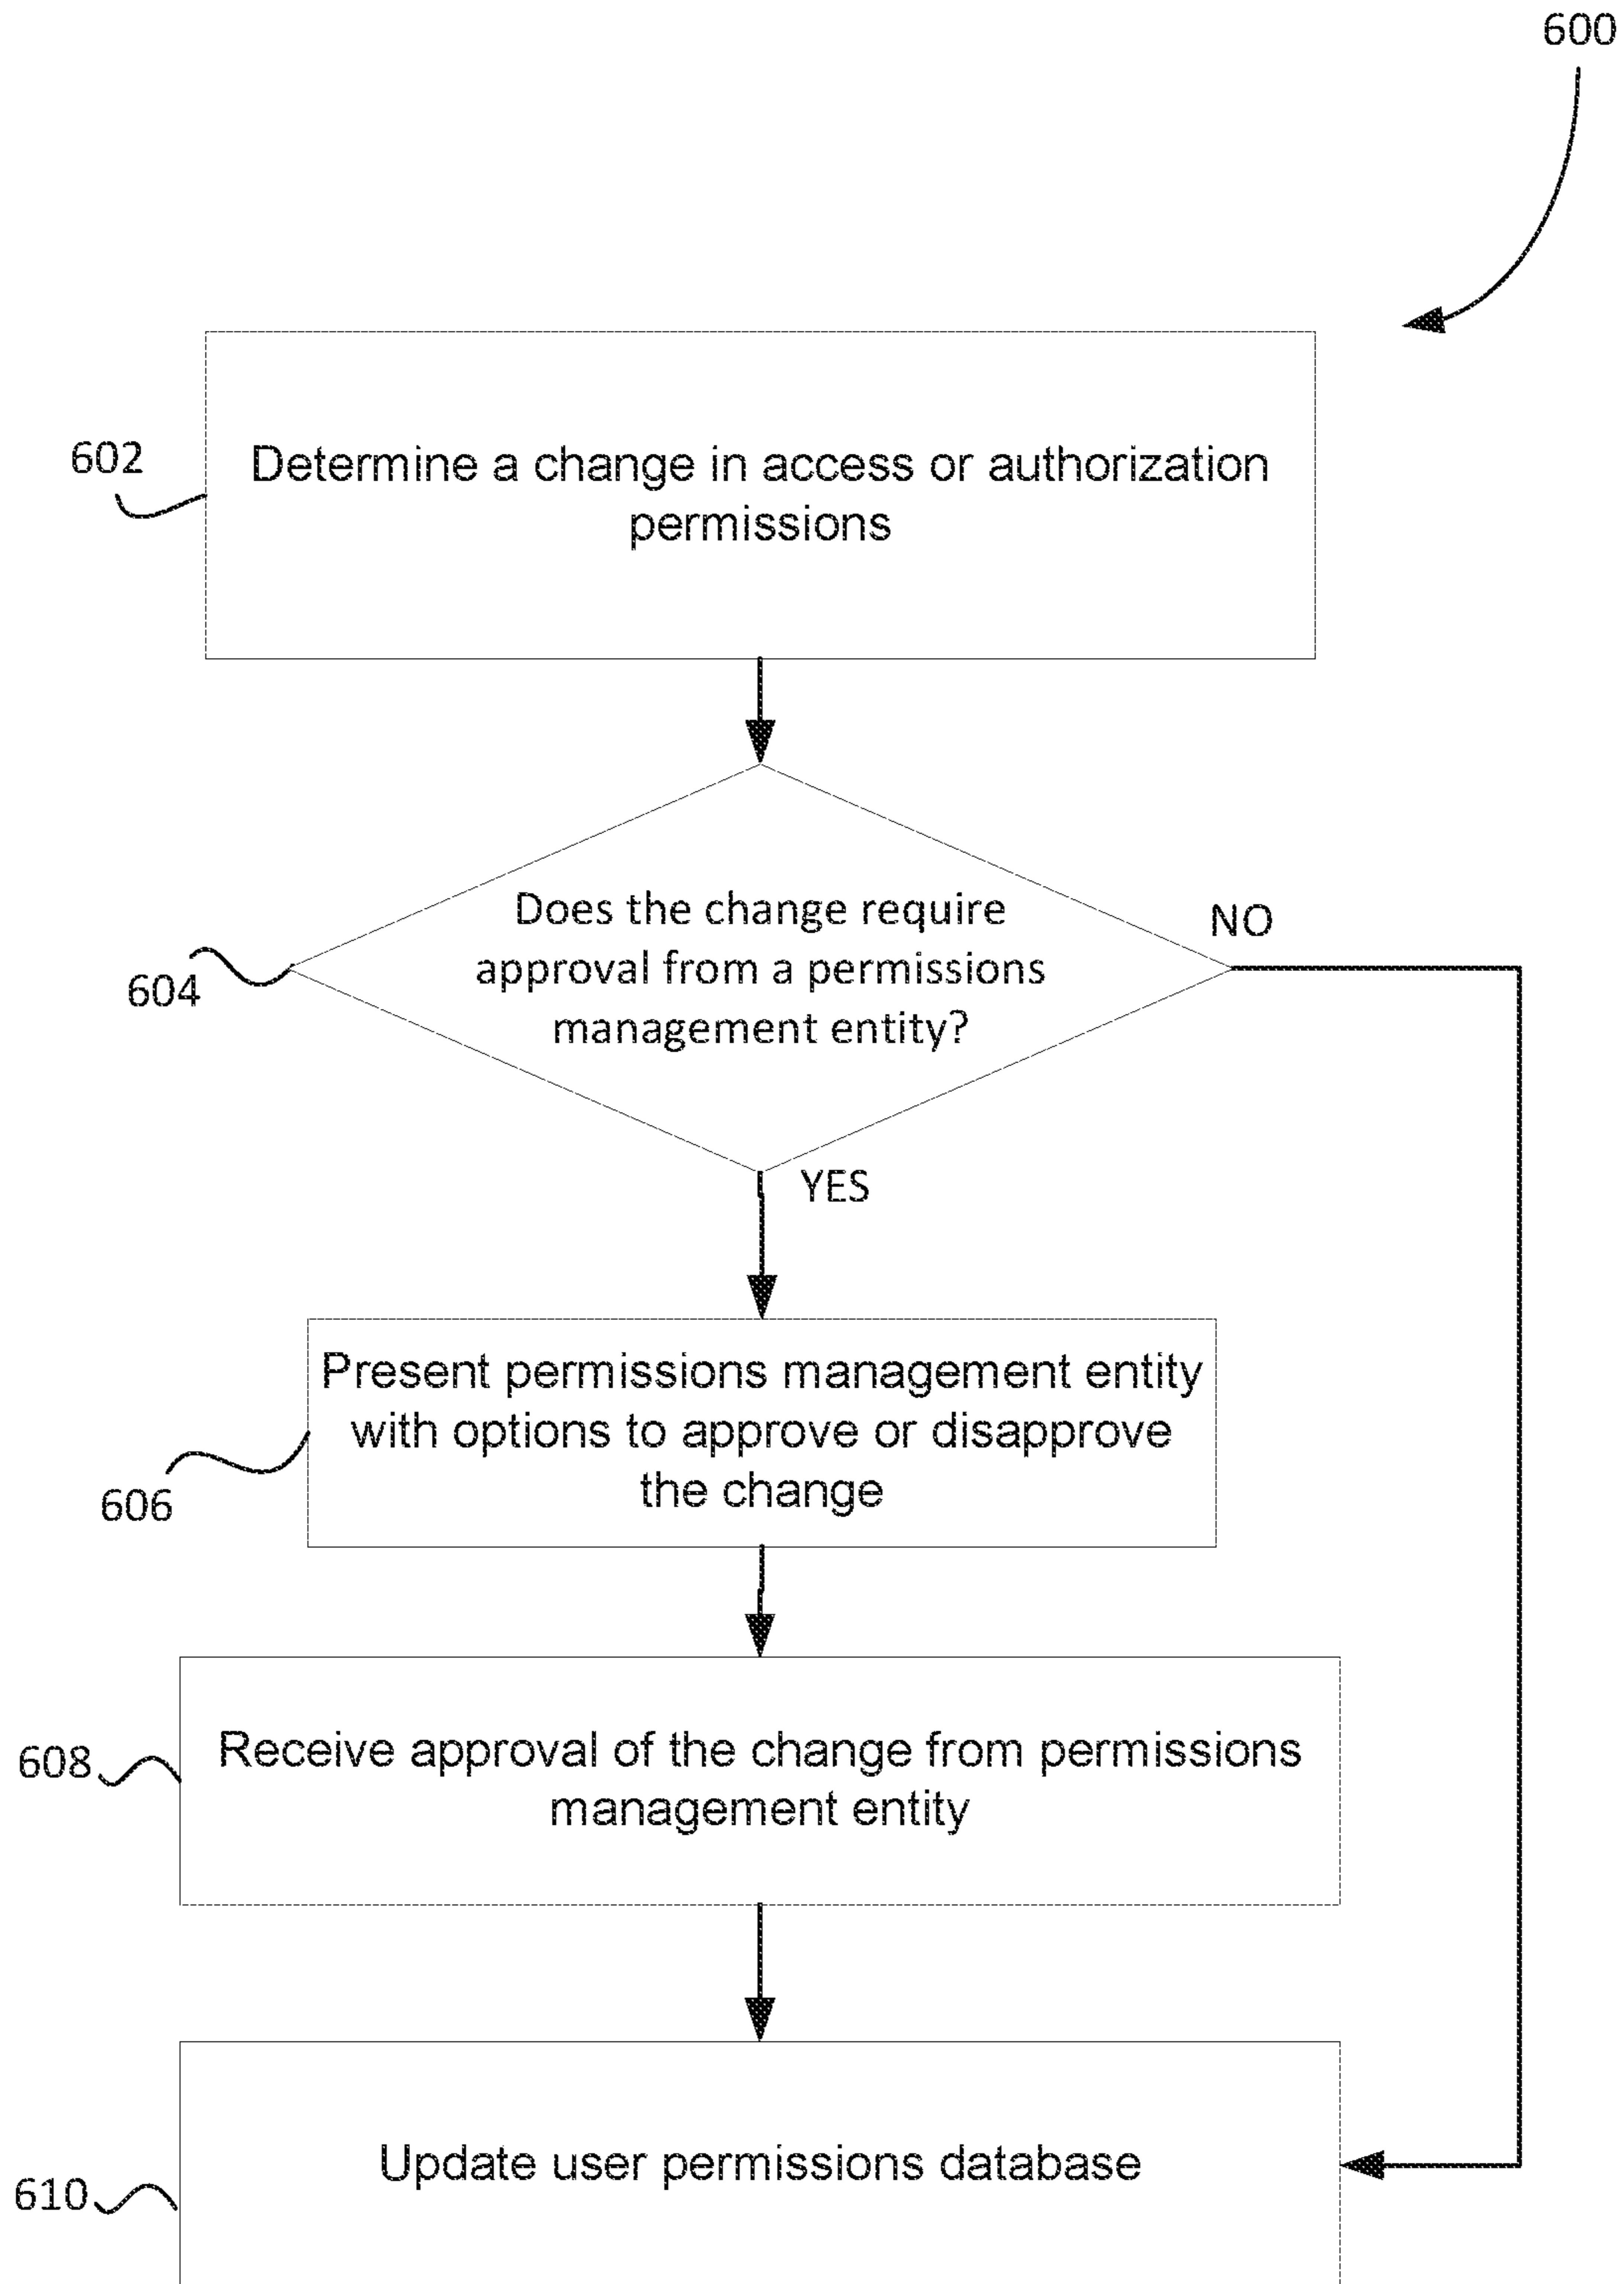 600
602
Determine a change in access or authorization
permissions
604
Does the change require
approval from a permissions
management entity?
NO
YES
606
Present permissions management entity
with options to approve or disapprove
the change
608
Receive approval of the change from permissions
management entity
610
Update user permissions database